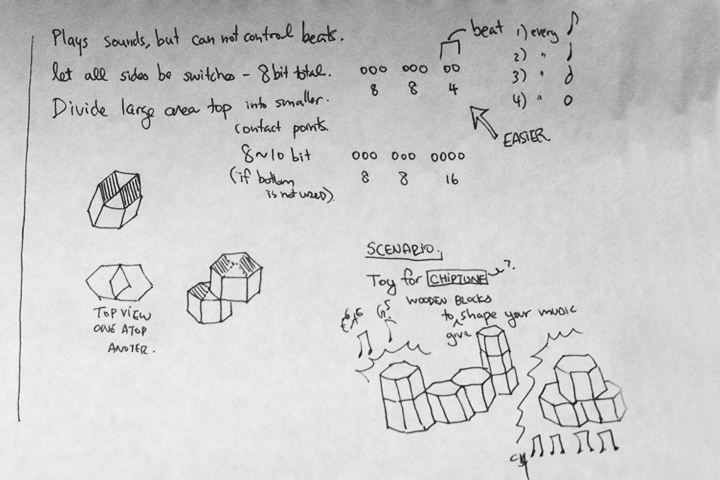 Plays sounds, but can not control beats.
let all sides be switches - 8 bit total.
Divide large area top into smaller.
contact points.
8~10 bit
(if bottom
is not used).
beat
1) every ♪
2) "
3) "
4) "
000 000 00
8 8 4
EASIER
000 000 0000
8 8 16
TOP VIEW
ONE ATOP
ANOTER.
SCENARIO.
Toy for CHIPTUNE ?
WOODEN BLOCKS
to give shape your music